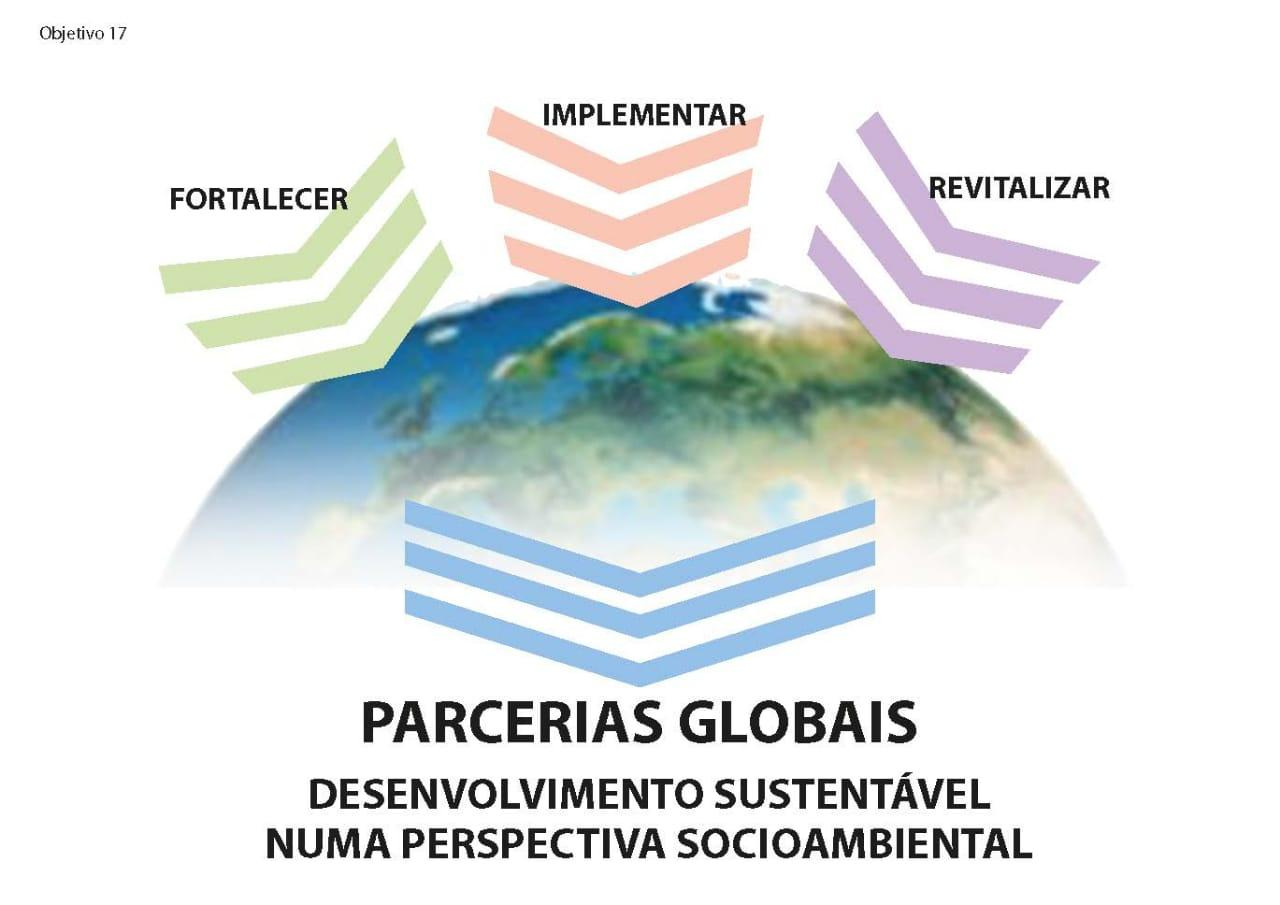 Objetivo 17
FORTALECER
IMPLEMENTAR
REVITALIZAR
PARCERIAS GLOBAIS
DESENVOLVIMENTO SUSTENTÁVEL
NUMA PERSPECTIVA SOCIOAMBIENTAL